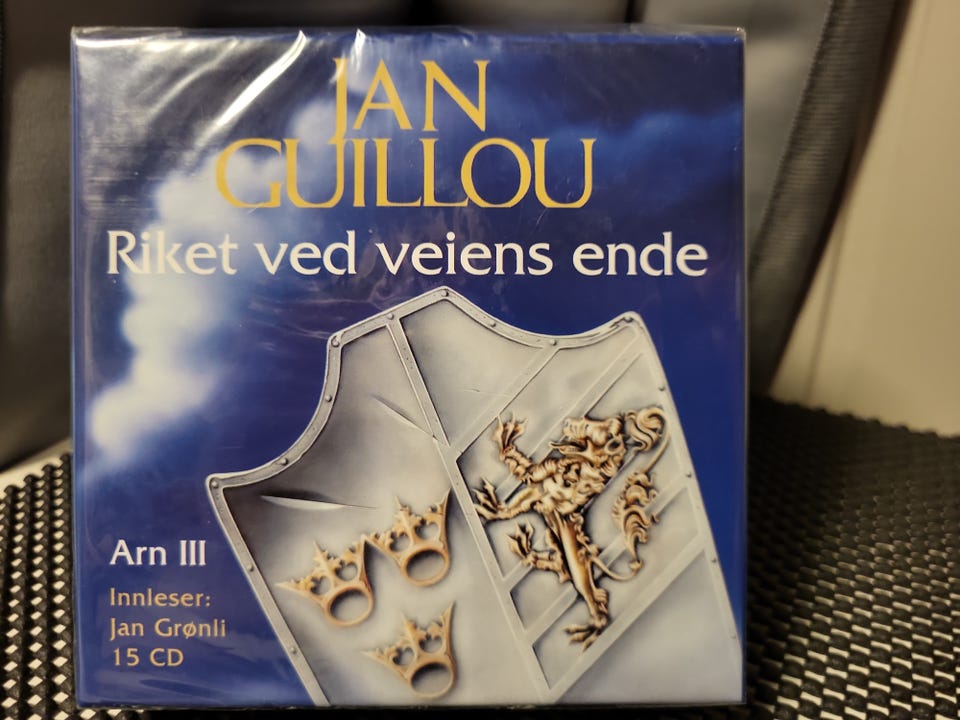 JAN
GUILLOU
Riket ved veiens ende
Arn III
Innleser:
Jan Grønli
15 CD